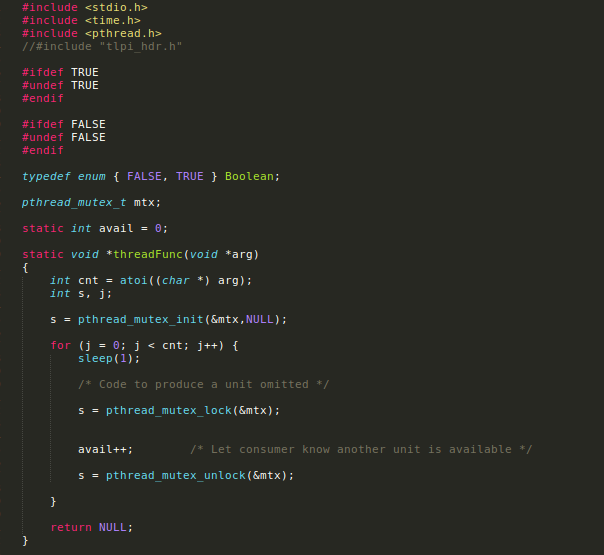 #include <stdio.h>
#include <time.h>
#include <pthread.h>
//#include "tlpi_hdr.h"
#ifdef TRUE
#undef TRUE
#endif
#ifdef FALSE
#undef FALSE
#endif
typedef enum { FALSE, TRUE } Boolean;
pthread_mutex_t mtx;
static int avail = 0;
static void *threadFunc(void *arg)
{
    int cnt = atoi((char *) arg);
    int s, j;
    s = pthread_mutex_init(&mtx,NULL);
    for (j = 0; j < cnt; j++) {
        sleep(1);
        /* Code to produce a unit omitted */
        s = pthread_mutex_lock(&mtx);
        avail++;        /* Let consumer know another unit is available */
        s = pthread_mutex_unlock(&mtx);
    }
    return NULL;
}